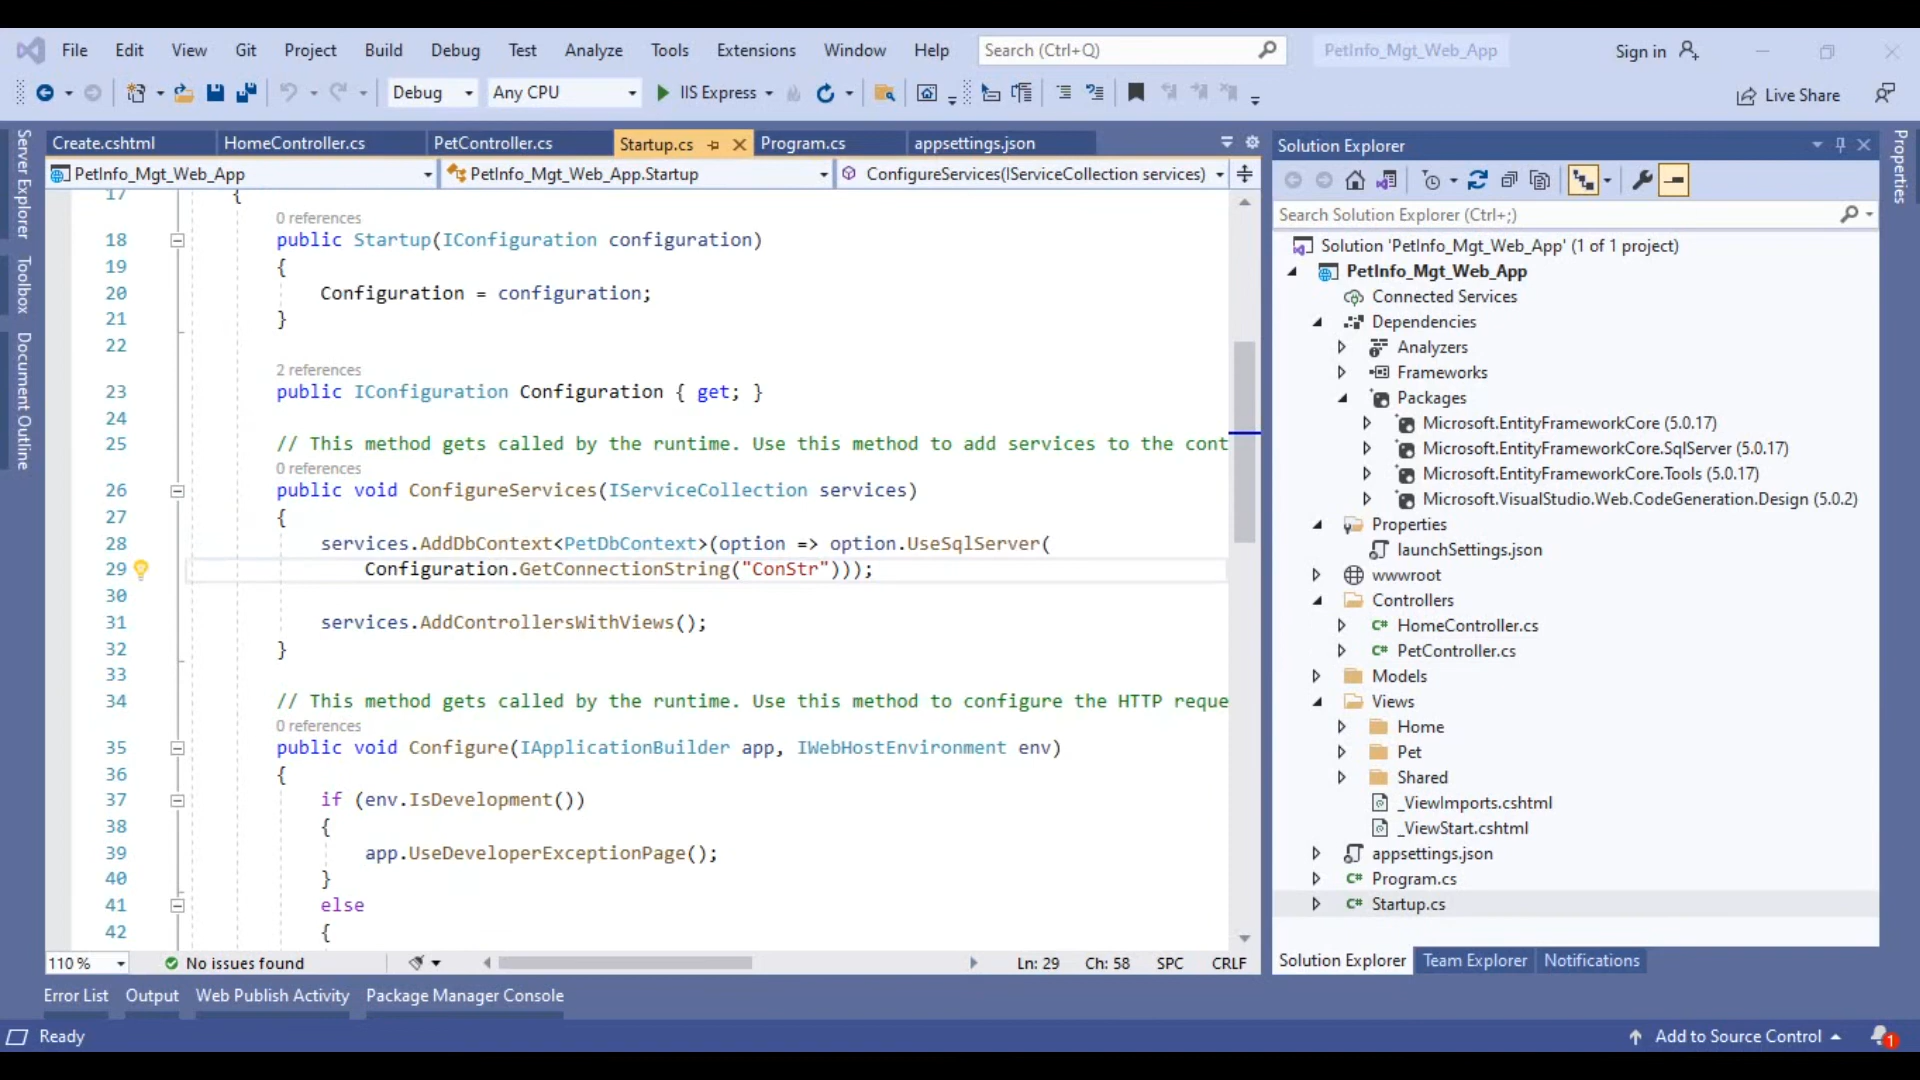 File Edit View Git Project Build Debug Test Analyze Tools Extensions Window Help Search (Ctrl+Q) PetInfo_Mgt_Web_App Sign in
Debug Any CPU IIS Express Live Share
Create.cshtml HomeController.cs PetController.cs Startup.cs Program.cs appsettings.json
PetInfo_Mgt_Web_App PetInfo_Mgt_Web_App.Startup ConfigureServices(IServiceCollection services)
Server Explorer
Toolbox
Document Outline
17 {
0 references
18 public Startup(IConfiguration configuration)
19 {
20 Configuration = configuration;
21 }
22
2 references
23 public IConfiguration Configuration { get; }
24
25 // This method gets called by the runtime. Use this method to add services to the cont
0 references
26 public void ConfigureServices(IServiceCollection services)
27 {
28 services.AddDbContext<PetDbContext>(option => option.UseSqlServer(
29 Configuration.GetConnectionString("ConStr")));
30
31 services.AddControllersWithViews();
32 }
33
34 // This method gets called by the runtime. Use this method to configure the HTTP reque
0 references
35 public void Configure(IApplicationBuilder app, IWebHostEnvironment env)
36 {
37 if (env.IsDevelopment())
38 {
39 app.UseDeveloperExceptionPage();
40 }
41 else
42 {
110 % No issues found Ln: 29 Ch: 58 SPC CRLF
Solution Explorer
Search Solution Explorer (Ctrl+;)
Solution 'PetInfo_Mgt_Web_App' (1 of 1 project)
PetInfo_Mgt_Web_App
Connected Services
Dependencies
Analyzers
Frameworks
Packages
Microsoft.EntityFrameworkCore (5.0.17)
Microsoft.EntityFrameworkCore.SqlServer (5.0.17)
Microsoft.EntityFrameworkCore.Tools (5.0.17)
Microsoft.VisualStudio.Web.CodeGeneration.Design (5.0.2)
Properties
launchSettings.json
wwwroot
Controllers
C# HomeController.cs
C# PetController.cs
Models
Views
Home
Pet
Shared
_ViewImports.cshtml
_ViewStart.cshtml
appsettings.json
C# Program.cs
C# Startup.cs
Solution Explorer Team Explorer Notifications
Properties
Error List Output Web Publish Activity Package Manager Console
Ready Add to Source Control 1